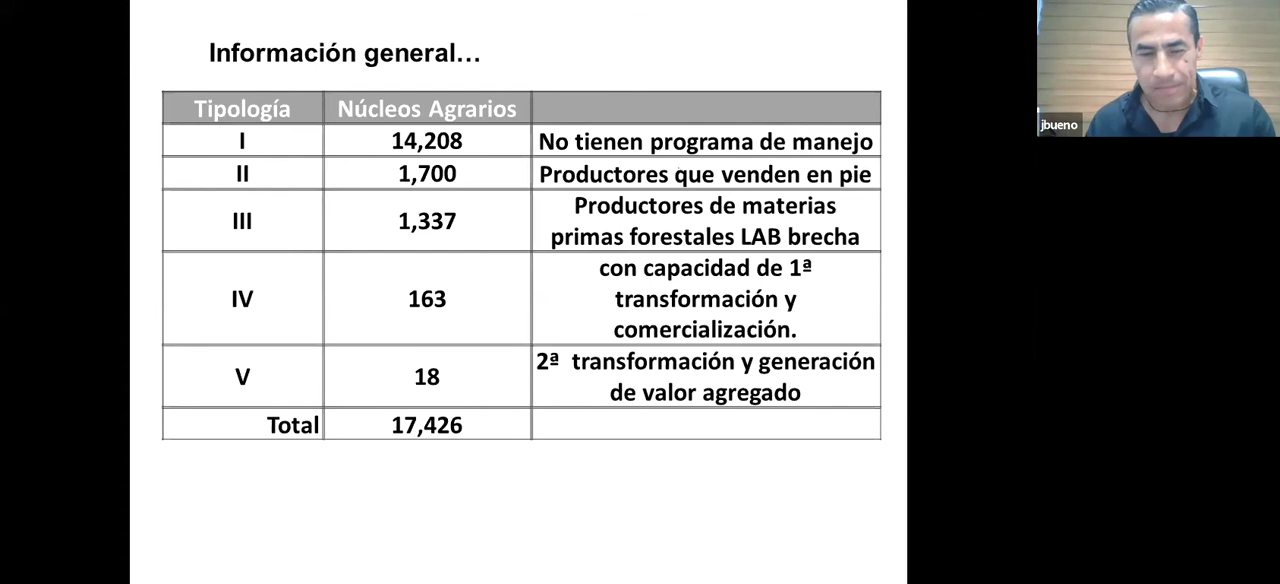 Información general...
Tipología Núcleos Agrarios
I 14,208 No tienen programa de manejo
II 1,700 Productores que venden en pie
III 1,337 Productores de materias
primas forestales LAB brecha
IV 163 con capacidad de 1ª
transformación y
comercialización.
V 18 2ª transformación y generación
de valor agregado
Total 17,426
jbueno